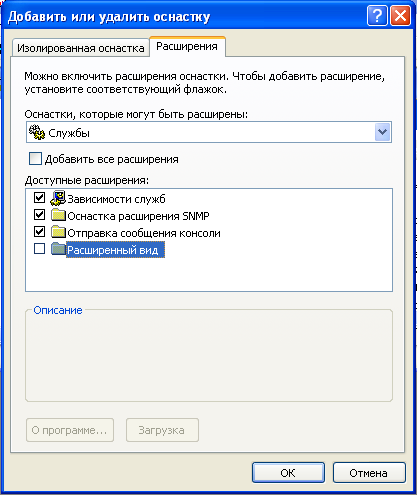 Добавить или удалить оснастку
Изолированная оснастка Расширения
Можно включить расширения оснастки. Чтобы добавить расширение,
установите соответствующий флажок.
Оснастки, которые могут быть расширены:
Службы
Добавить все расширения
Доступные расширения:
Зависимости служб
Оснастка расширения SNMP
Отправка сообщения консоли
Расширенный вид
Описание
О программе... Загрузка
ОК Отмена